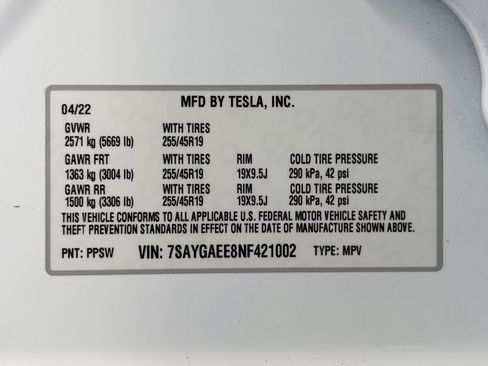 MFD BY TESLA, INC.
04/22
GVWR WITH TIRES
2571 kg (5669 lb) 255/45R19
GAWR FRT WITH TIRES RIM COLD TIRE PRESSURE
1363 kg (3004 lb) 255/45R19 19X9.5J 290 kPa, 42 psi
GAWR RR WITH TIRES RIM COLD TIRE PRESSURE
1500 kg (3306 lb) 255/45R19 19X9.5J 290 kPa, 42 psi
THIS VEHICLE CONFORMS TO ALL APPLICABLE U.S. FEDERAL MOTOR VEHICLE SAFETY AND
THEFT PREVENTION STANDARDS IN EFFECT ON THE DATE OF MANUFACTURE SHOWN ABOVE.
PNT: PPSW VIN: 7SAYGAEE8NF421002 TYPE: MPV